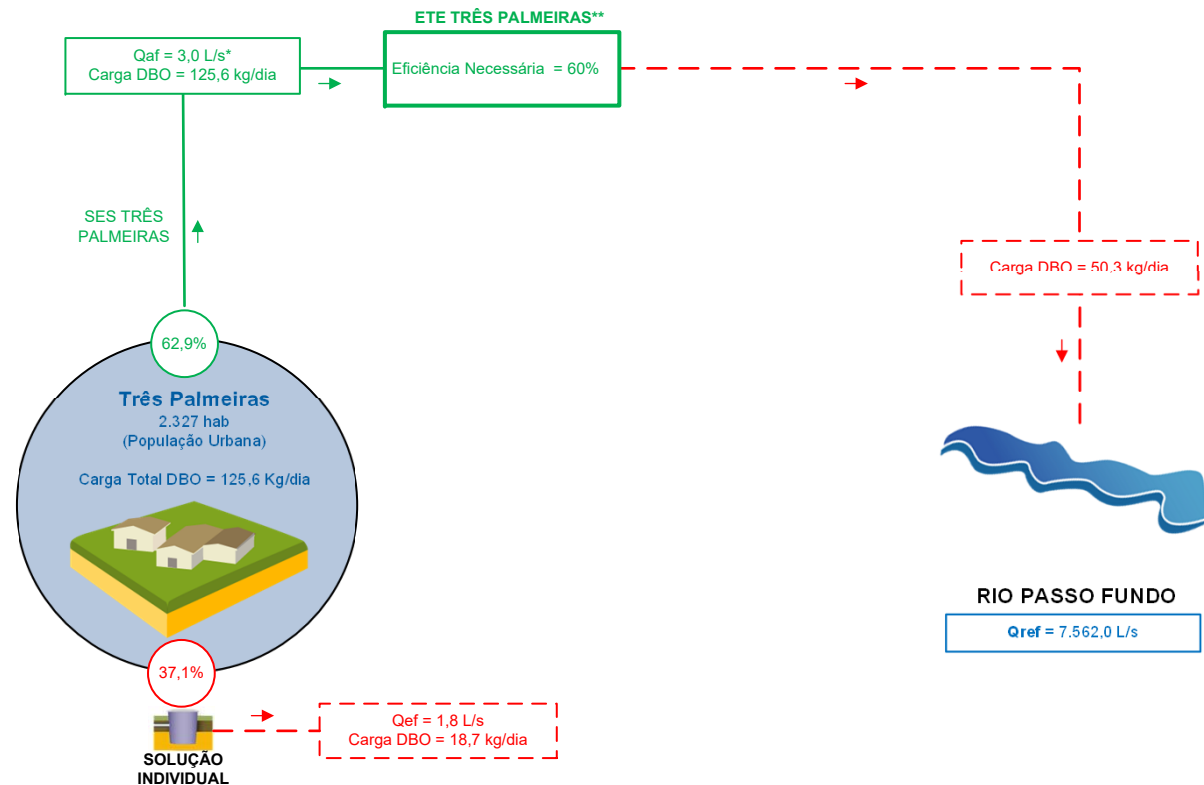 ETE TRÊS PALMEIRAS**
Qaf = 3,0 L/s*
Carga DBO = 125,6 kg/dia
Eficiência Necessária = 60%
SES TRÊS
PALMEIRAS
Carga DBO = 50,3 kg/dia
62,9%
Três Palmeiras
2.327 hab
(População Urbana)
Carga Total DBO = 125,6 Kg/dia
RIO PASSO FUNDO
Qref = 7.562,0 L/s
37,1%
Qef = 1,8 L/s
Carga DBO = 18,7 kg/dia
SOLUÇÃO
INDIVIDUAL